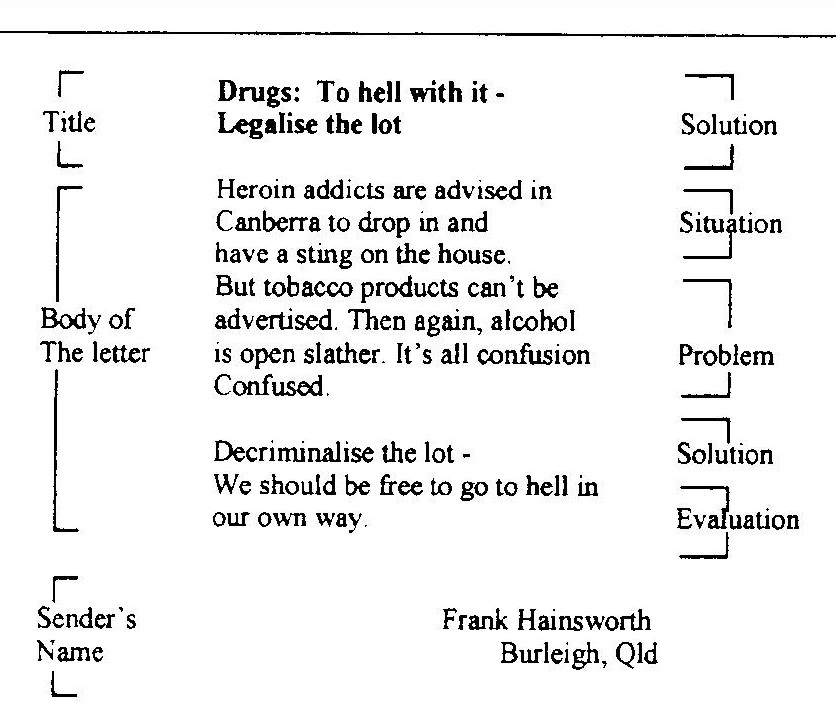 Drugs: To hell with it -
Title Legalise the lot Solution
Heroin addicts are advised in
Canberra to drop in and Situation
have a sting on the house.
But tobacco products can't be
Body of advertised. Then again, alcohol
The letter is open slather. It's all confusion Problem
Confused.
Decriminalise the lot - Solution
We should be free to go to hell in
our own way. Evaluation
Sender's Frank Hainsworth
Name Burleigh, Qld